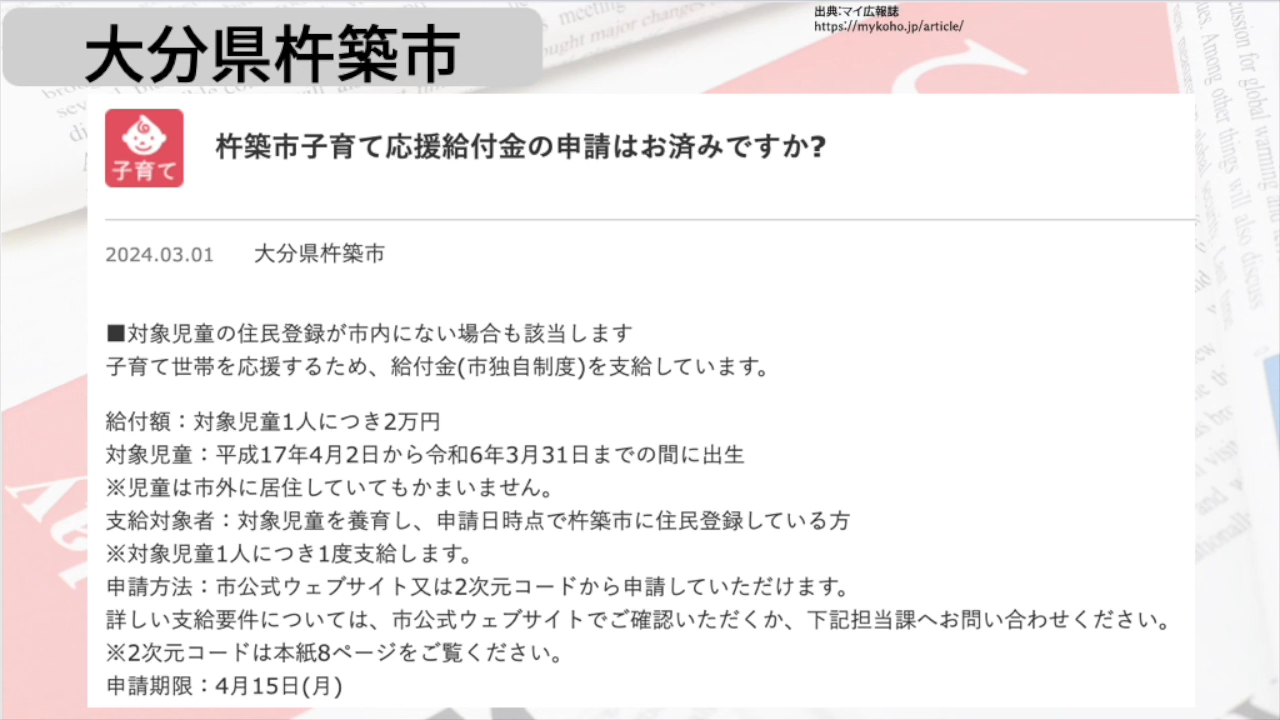 大分県杵築市
出典:マイ広報誌
https://mykoho.jp/article/
子育て
杵築市子育て応援給付金の申請はお済みですか?
2024.03.01 大分県杵築市
■対象児童の住民登録が市内にない場合も該当します
子育て世帯を応援するため、給付金(市独自制度)を支給しています。
給付額：対象児童1人につき2万円
対象児童：平成17年4月2日から令和6年3月31日までの間に出生
※児童は市外に居住していてもかまいません。
支給対象者：対象児童を養育し、申請日時点で杵築市に住民登録している方
※対象児童1人につき1度支給します。
申請方法：市公式ウェブサイト又は2次元コードから申請していただけます。
詳しい支給要件については、市公式ウェブサイトでご確認いただくか、下記担当課へお問い合わせください。
※2次元コードは本紙8ページをご覧ください。
申請期限：4月15日(月)